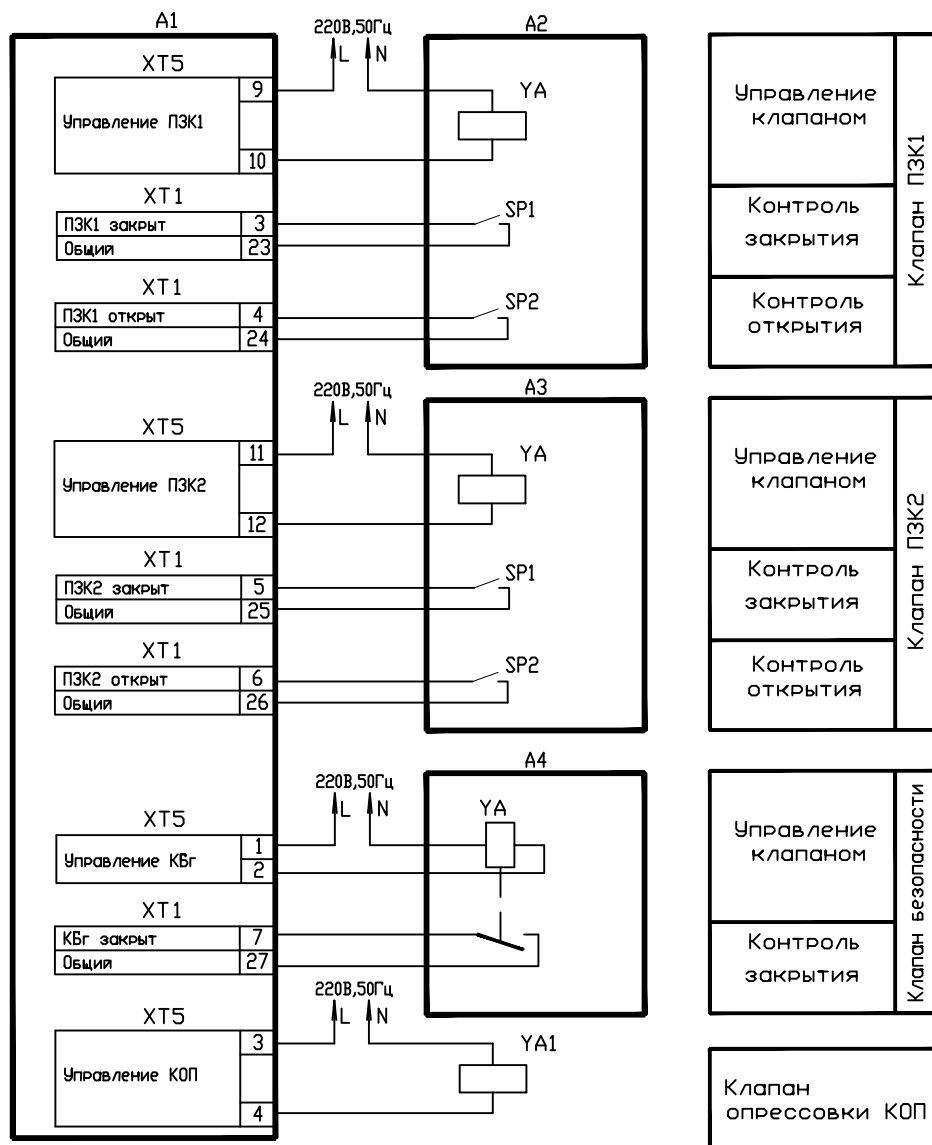 A1
220В,50Гц
L
N
A2
XT5
Управление ПЗК1
9
10
YA
XT1
ПЗК1 закрыт
3
Общий
23
SP1
XT1
ПЗК1 открыт
4
Общий
24
SP2
Управление
клапаном
Контроль
закрытия
Контроль
открытия
Клапан ПЗК1
220В,50Гц
L
N
A3
XT5
Управление ПЗК2
11
12
YA
XT1
ПЗК2 закрыт
5
Общий
25
SP1
XT1
ПЗК2 открыт
6
Общий
26
SP2
Управление
клапаном
Контроль
закрытия
Контроль
открытия
Клапан ПЗК2
220В,50Гц
L
N
A4
XT5
Управление КБг
1
2
YA
XT1
КБг закрыт
7
Общий
27
Управление
клапаном
Контроль
закрытия
Клапан безопасности
220В,50Гц
L
N
XT5
Управление КОП
3
4
YA1
Клапан
опрессовки КОП